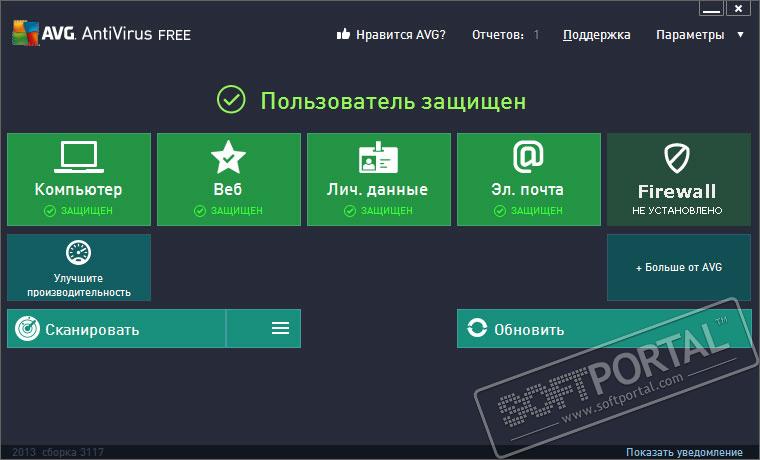 AVG. AntiVirus FREE
Нравится AVG?
Отчетов: 1
Поддержка
Параметры
Пользователь защищен
Компьютер
ЗАЩИЩЕН
Веб
ЗАЩИЩЕН
Лич. данные
ЗАЩИЩЕН
Эл. почта
ЗАЩИЩЕН
Firewall
НЕ УСТАНОВЛЕНО
Улучшите
производительность
+ Больше от AVG
Сканировать
Обновить
SOFTPORTAL™
www.softportal.com
2013 сборка 3117
Показать уведомление